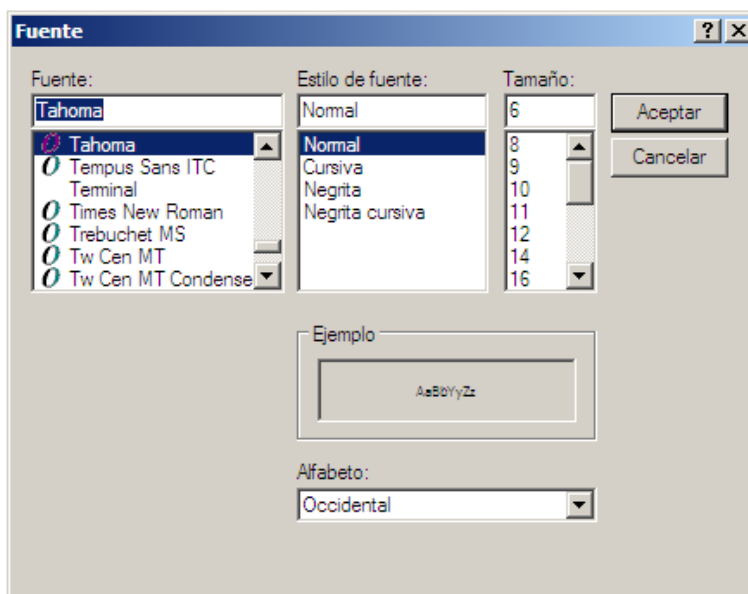 Fuente
Fuente:
Estilo de fuente:
Tamaño:
Tahoma
Normal
6
Aceptar
Cancelar
Tahoma
Tempus Sans ITC
Terminal
Times New Roman
Trebuchet MS
Tw Cen MT
Tw Cen MT Condense
Normal
Cursiva
Negrita
Negrita cursiva
8
9
10
11
12
14
16
Ejemplo
AaBbYyZz
Alfabeto:
Occidental